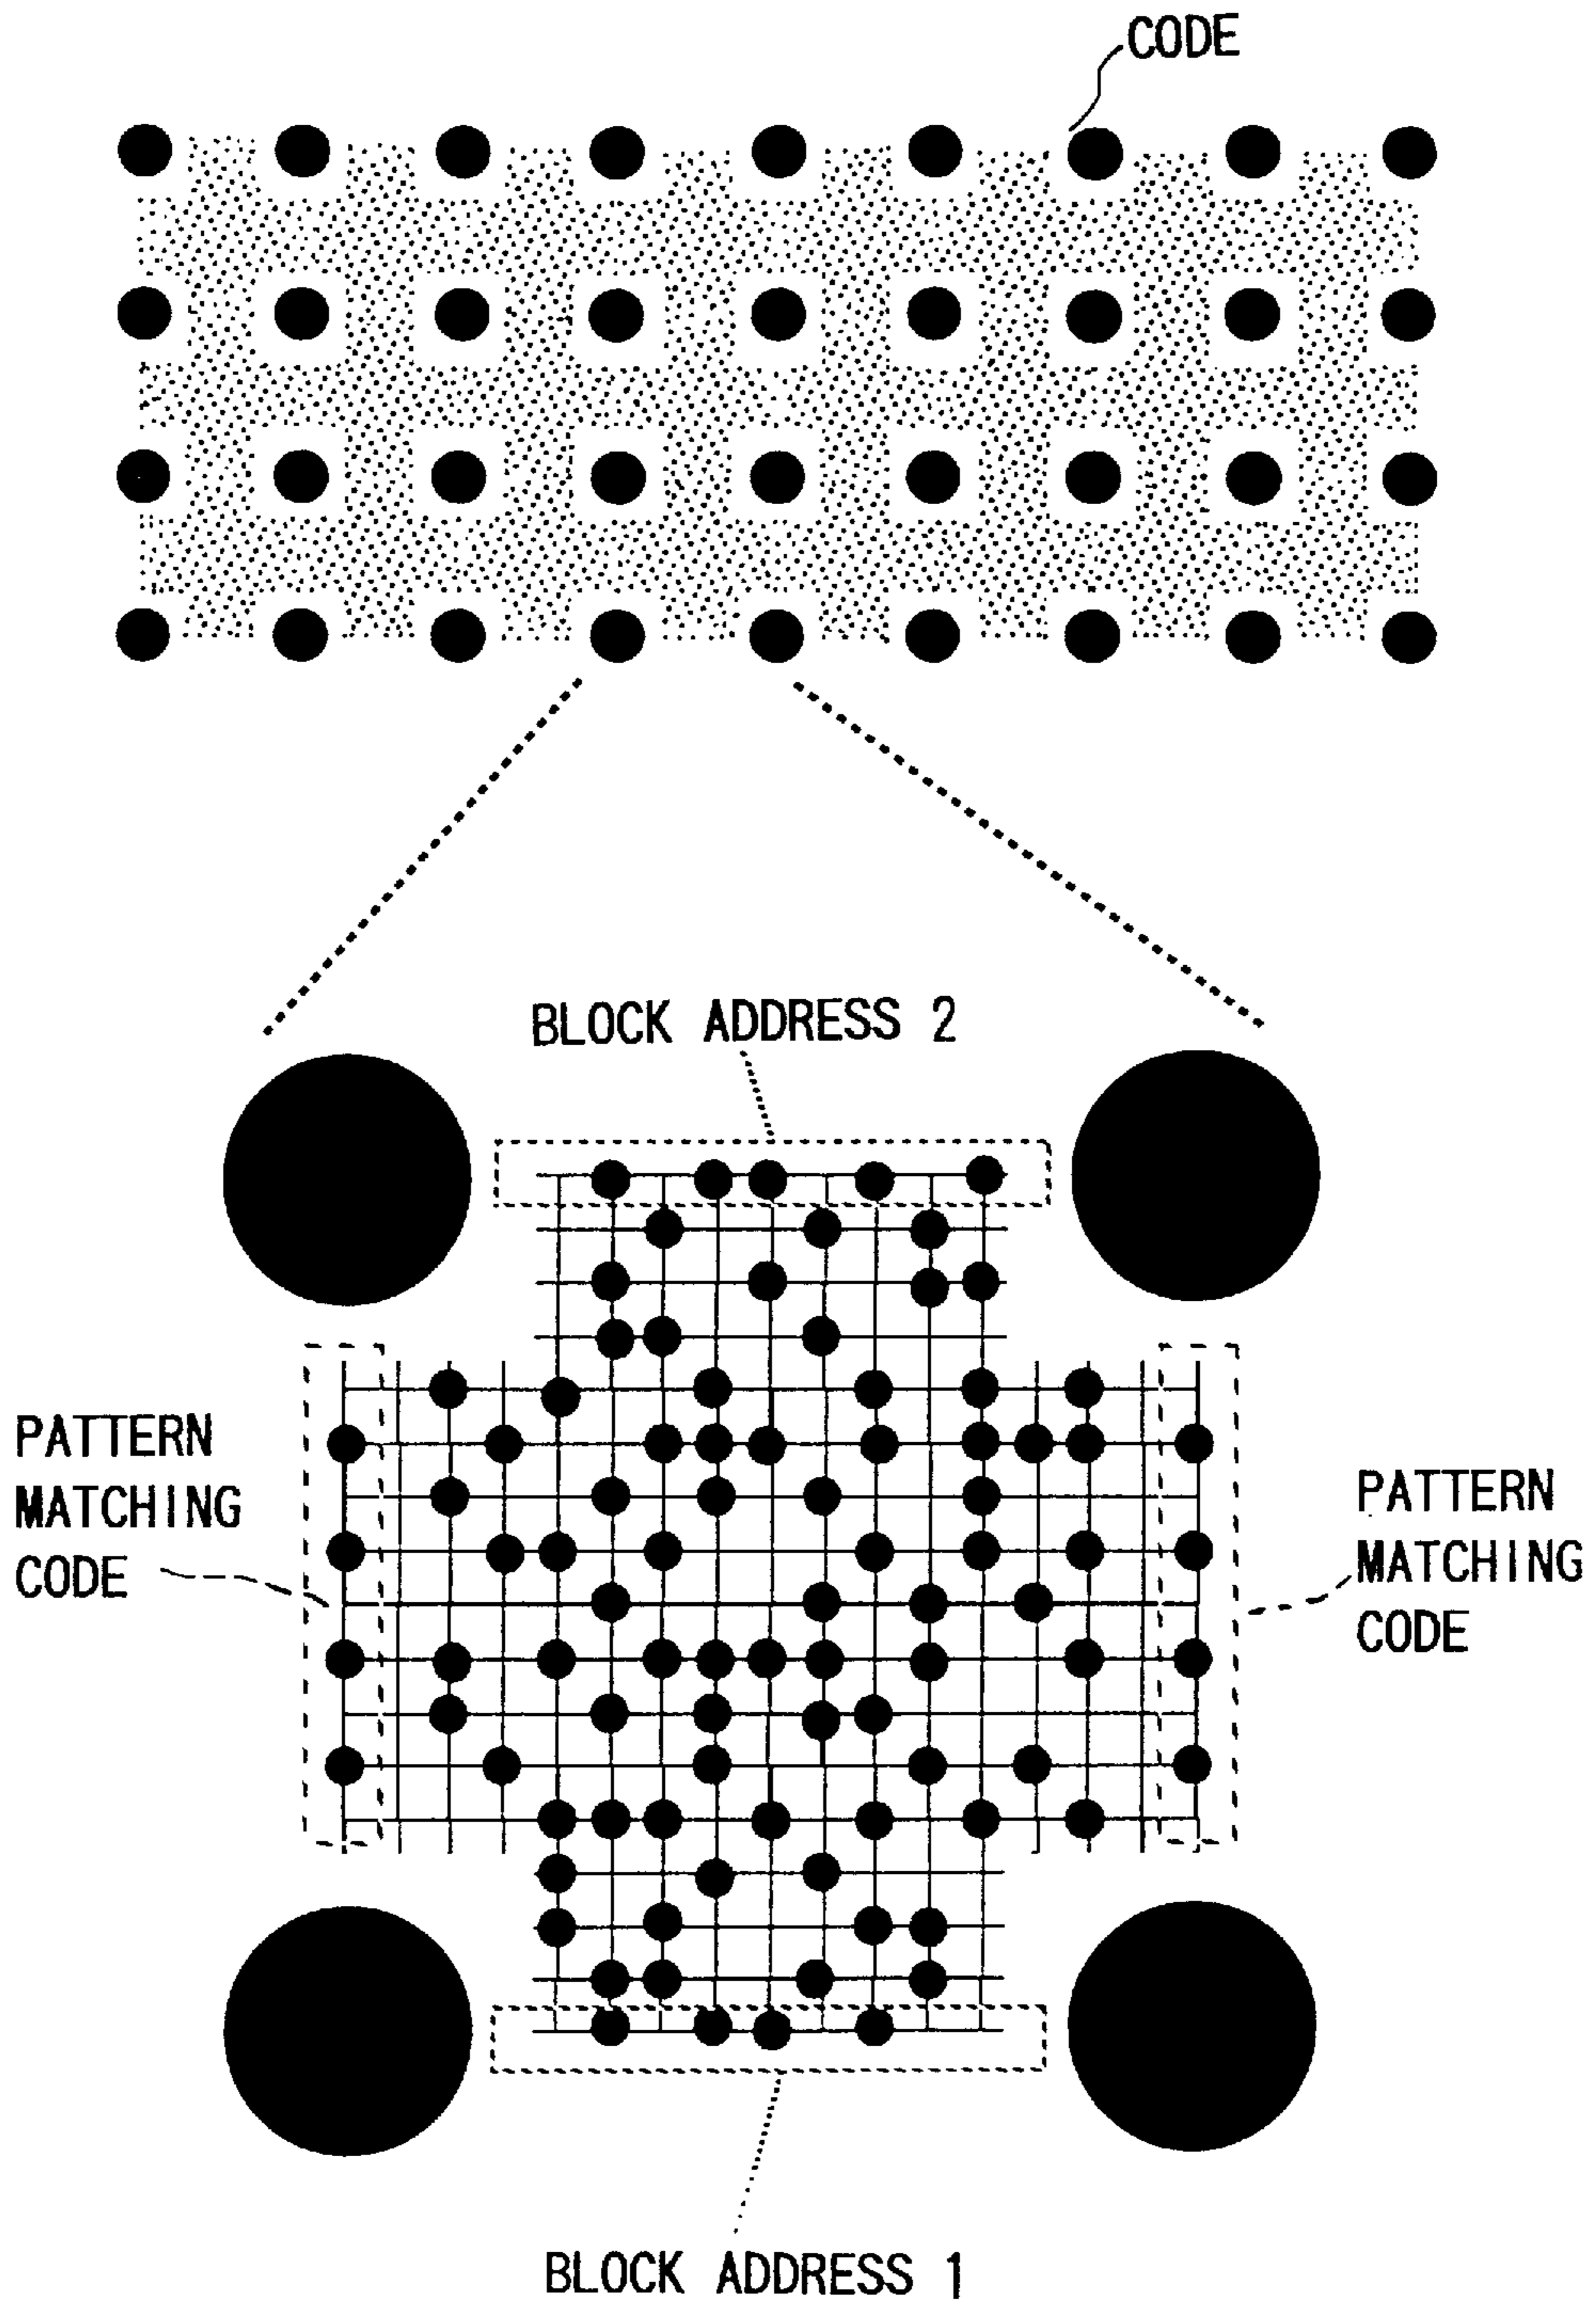 CODE
BLOCK ADDRESS 2
PATTERN
MATCHING
CODE
PATTERN
MATCHING
CODE
BLOCK ADDRESS 1